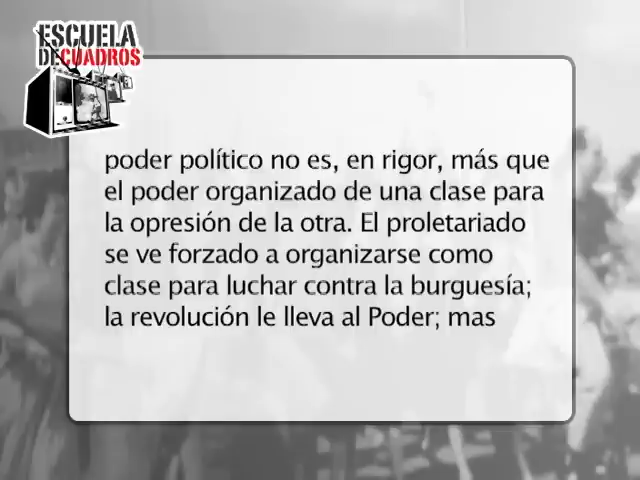 ESCUELA
DECUADROS
poder político no es, en rigor, más que
el poder organizado de una clase para
la opresión de la otra. El proletariado
se ve forzado a organizarse como
clase para luchar contra la burguesía;
la revolución le lleva al Poder; mas